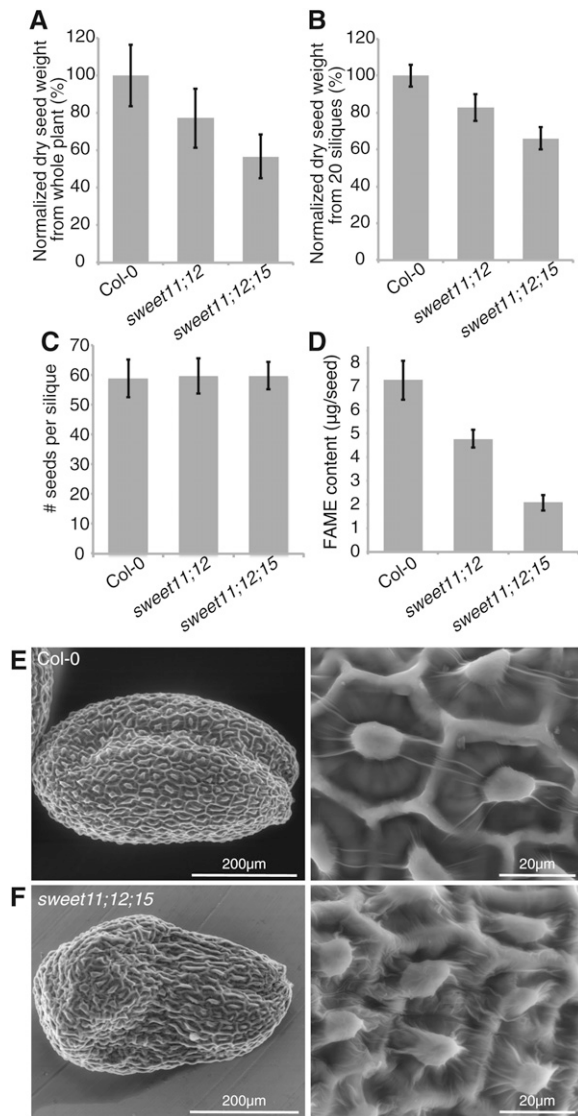 A
Normalized dry seed weight
from whole plant (%)
120
100
80
60
40
20
0
Col-0
sweet11;12
sweet11;12;15
B
Normalized dry seed weight
from 20 siliques (%)
120
100
80
60
40
20
0
Col-0
sweet11;12
sweet11;12;15
C
# seeds per silique
70
60
50
40
30
20
10
0
Col-0
sweet11;12
sweet11;12;15
D
FAME content (µg/seed)
9
8
7
6
5
4
3
2
1
0
Col-0
sweet11;12
sweet11;12;15
E
Col-0
200µm
20µm
F
sweet11;12;15
200µm
20µm